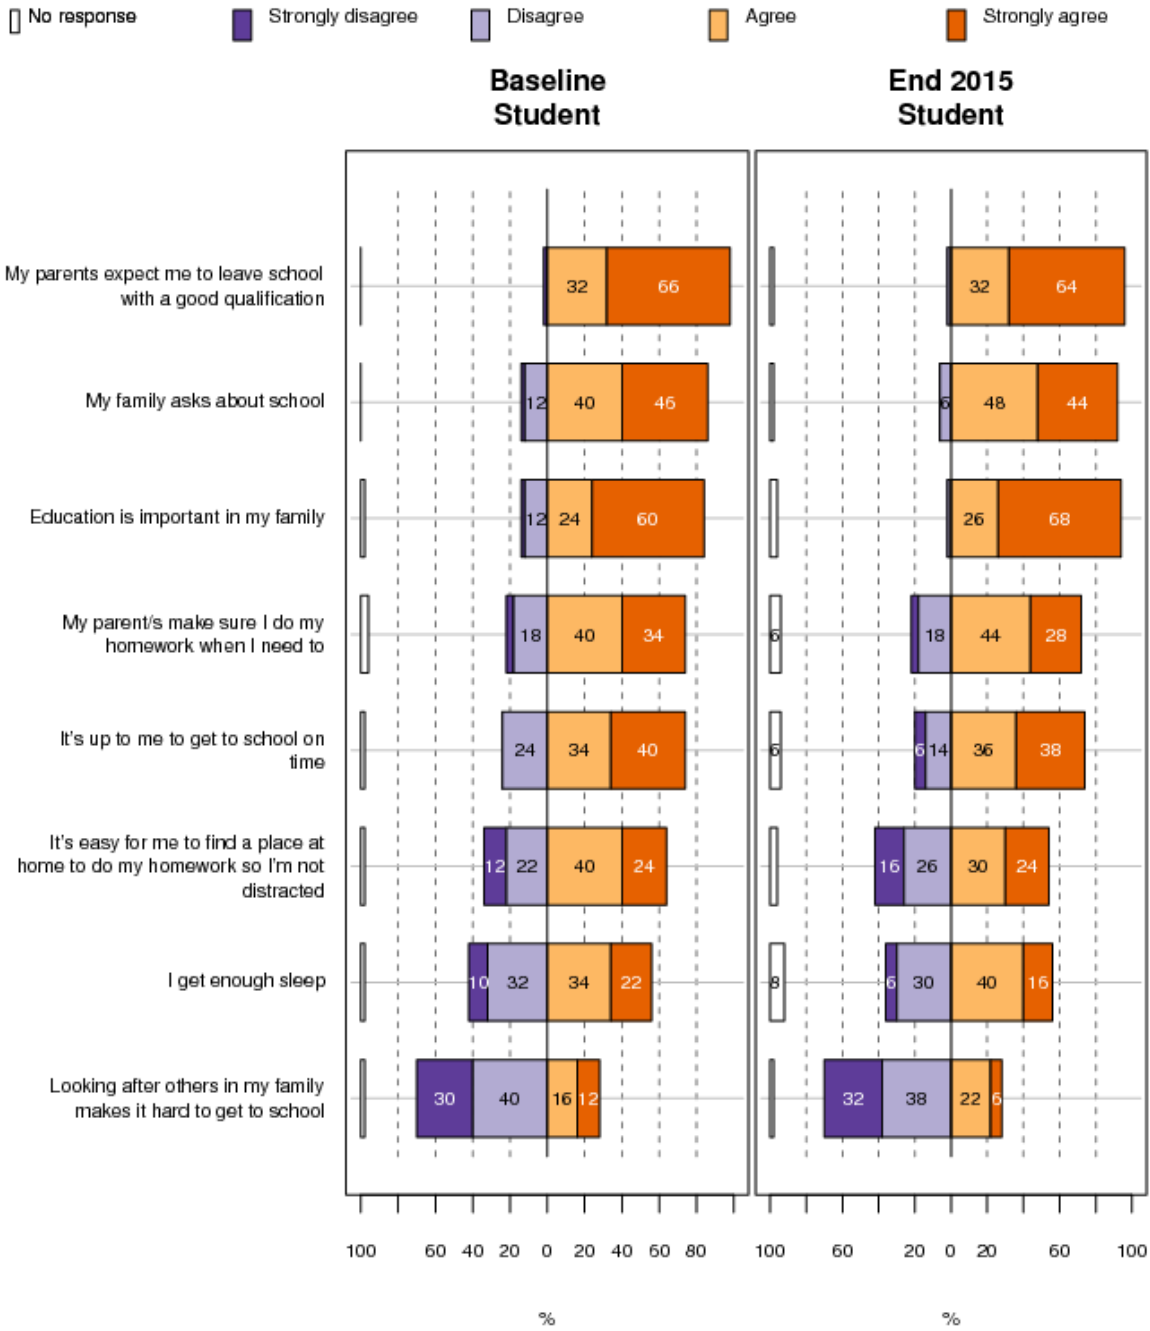 No response Strongly disagree Disagree Agree Strongly agree
Baseline
Student
End 2015
Student
My parents expect me to leave school
with a good qualification
32 66 32 64
My family asks about school
12 40 46 6 48 44
Education is important in my family
12 24 60 26 68
My parent/s make sure I do my
homework when I need to
18 40 34 6 18 44 28
It's up to me to get to school on
time
24 34 40 6 6 14 36 38
It's easy for me to find a place at
home to do my homework so I'm not
distracted
12 22 40 24 16 26 30 24
I get enough sleep
10 32 34 22 8 6 30 40 16
Looking after others in my family
makes it hard to get to school
30 40 16 12 32 38 22 6
100 60 40 20 0 20 40 60 80 100 60 20 0 20 60 100
% %